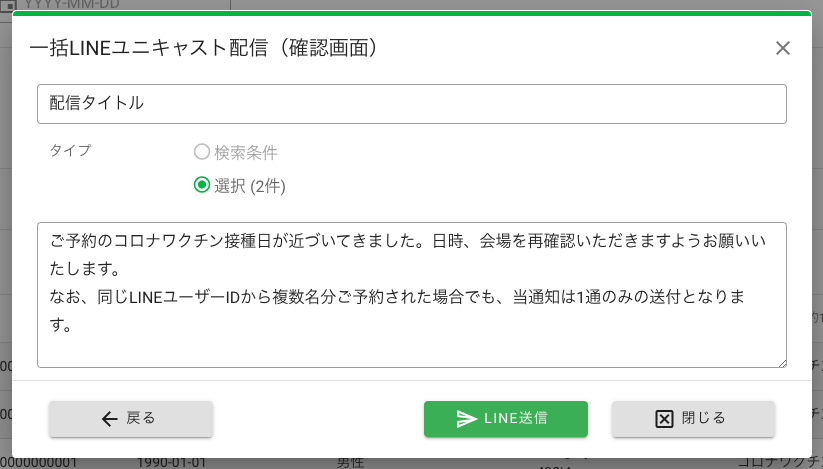 YYYY-MM-DD
一括LINEユニキャスト配信（確認画面）
配信タイトル
タイプ
検索条件
選択 (2件)
ご予約のコロナワクチン接種日が近づいてきました。日時、会場を再確認いただきますようお願いい
たします。
なお、同じLINEユーザーIDから複数名分ご予約された場合でも、当通知は1通のみの送付となりま
す。
戻る
LINE送信
閉じる
0000000001 1990-01-01 男性 コロナワク